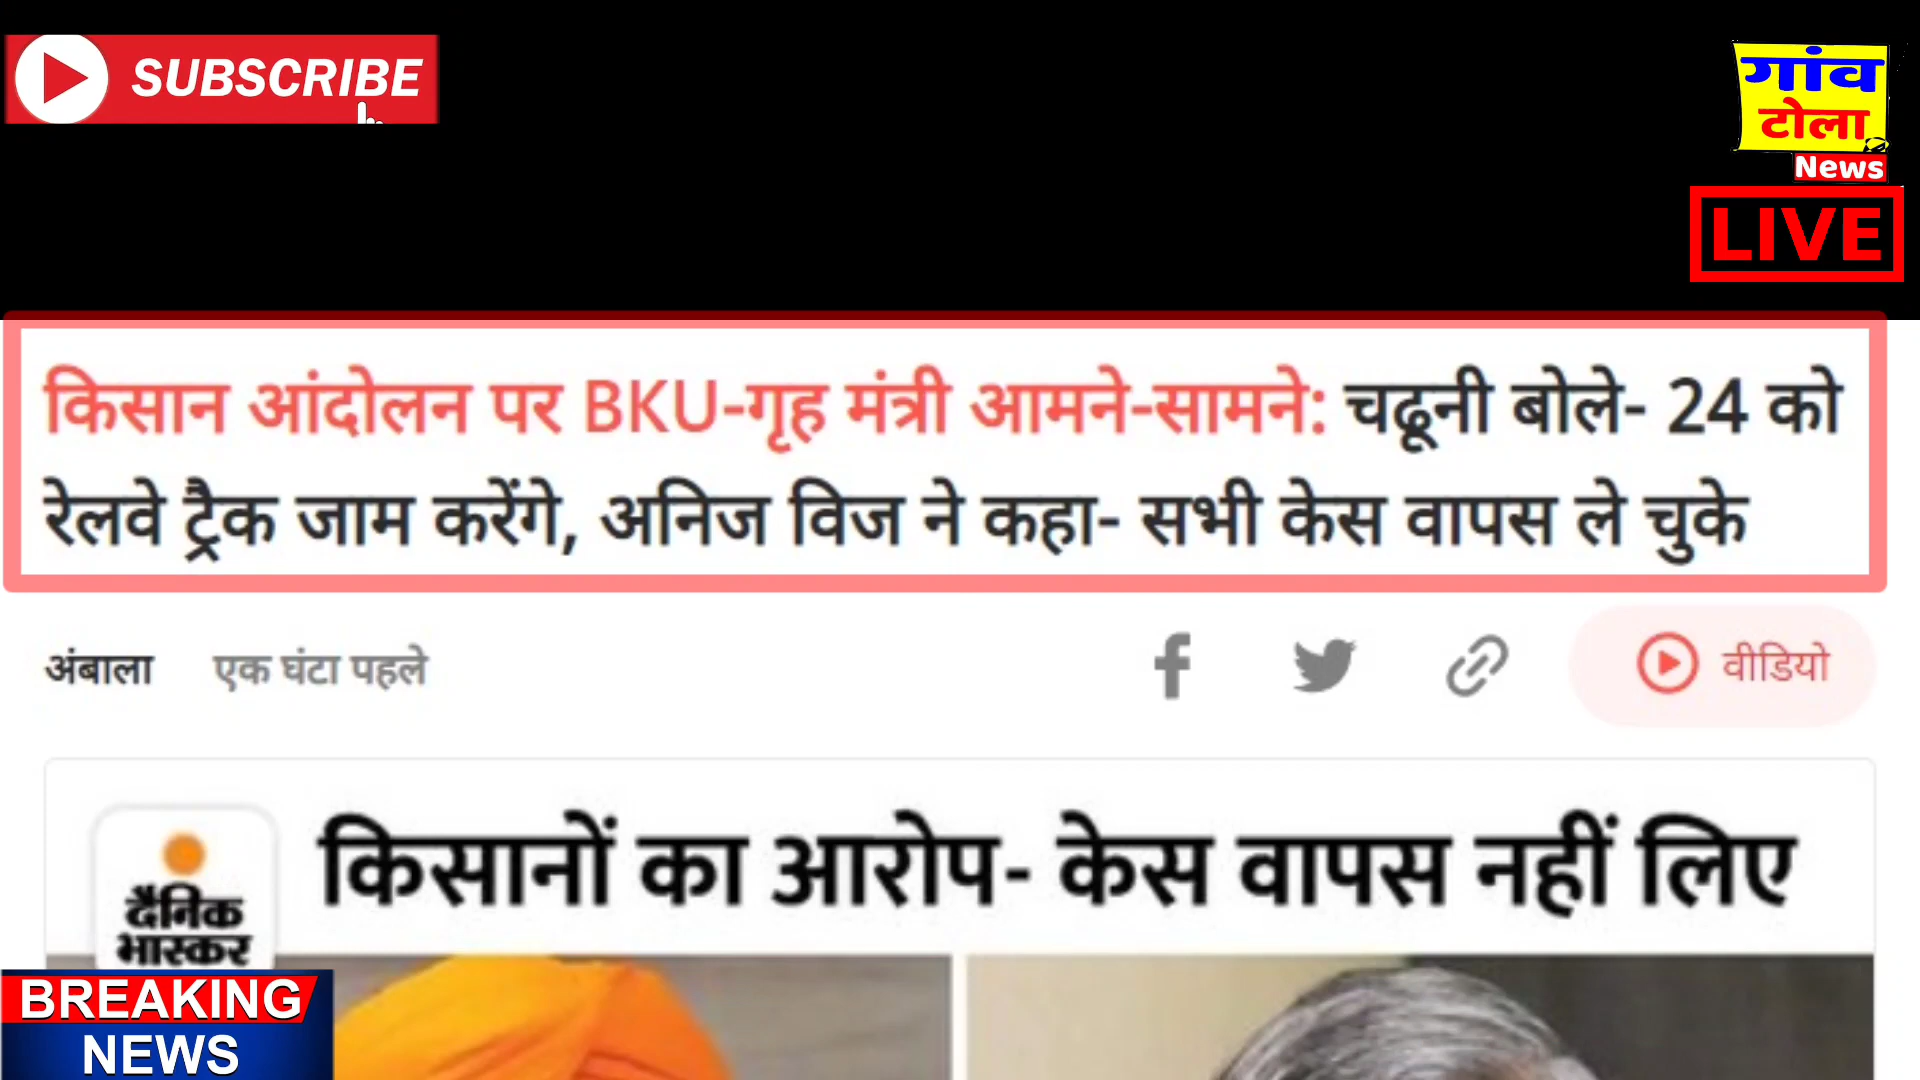 SUBSCRIBE
गांव
टोला
News
LIVE
किसान आंदोलन पर BKU-गृह मंत्री आमने-सामने: चढूनी बोले- 24 को
रेलवे ट्रैक जाम करेंगे, अनिज विज ने कहा- सभी केस वापस ले चुके
अंबाला एक घंटा पहले
वीडियो
किसानों का आरोप- केस वापस नहीं लिए
दैनिक
भास्कर
BREAKING
NEWS